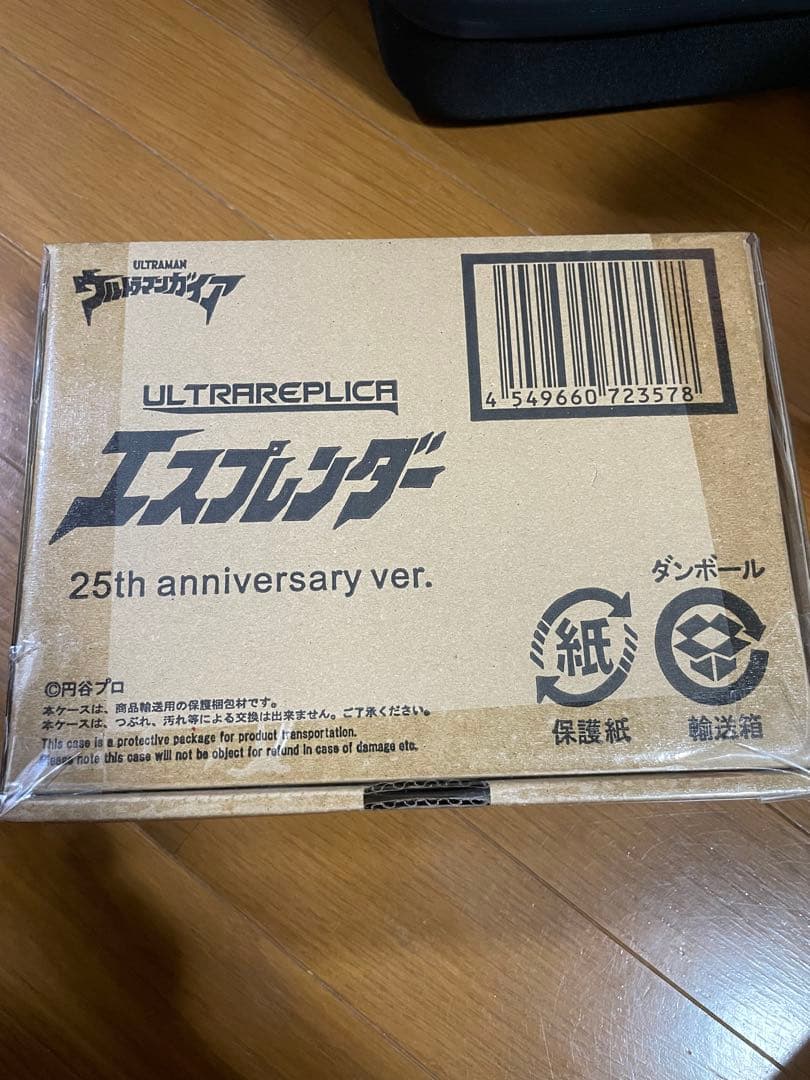 ULTRAMAN
ウルトラマンガイア
4 549660 723578
ULTRAREPLICA
エスプレンダー
25th anniversary ver.
ダンボール
紙
保護紙
輸送箱
©円谷プロ
本ケースは、商品輸送用の保護梱包材です。
本ケースは、つぶれ、汚れ等による交換は出来ません。ご了承ください。
This case is a protective package for product transportation.
Please note this case will not be object for refund in case of damage etc.